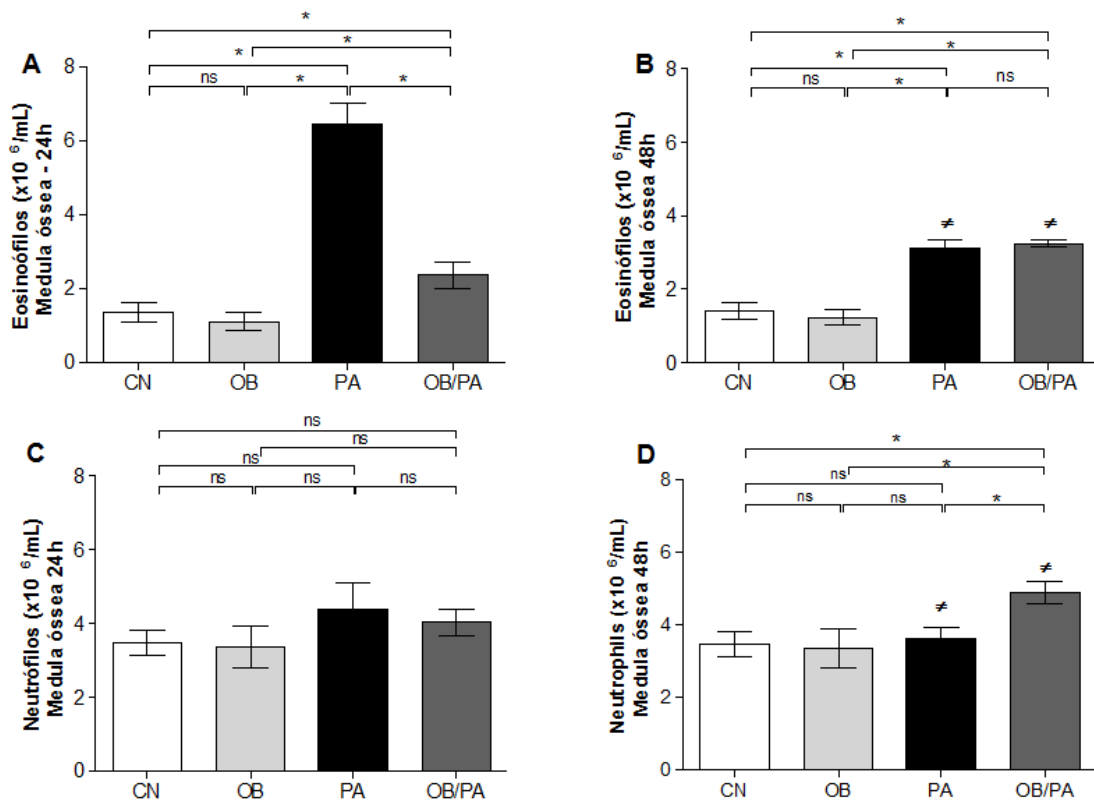 *
*
A
*
ns
*
*
8
6
4
2
0
Eosinoófilos (x10 ⁶/mL)
Medula óssea - 24h
CN
OB
PA
OB/PA
*
*
B
*
ns
*
ns
8
6
4
2
0
Eosinófilos (x10 ⁶/mL)
Medula óssea 48h
≠
≠
CN
OB
PA
OB/PA
ns
ns
C
ns
ns
ns
ns
8
6
4
2
0
Neutrófilos (x10 ⁶/mL)
Medula óssea 24h
CN
OB
PA
OB/PA
*
*
D
ns
ns
ns
*
8
6
4
2
0
Neutrophils (x10 ⁶/mL)
Medula óssea 48h
≠
≠
CN
OB
PA
OB/PA